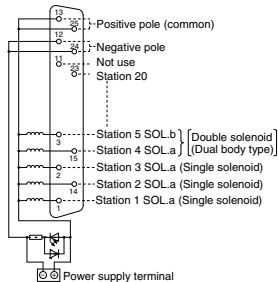 13
25
Positive pole (common)
12
24
Negative pole
11
Not use
23
Station 20
Station 5 SOL.b
3
Double solenoid
(Dual body type)
Station 4 SOL.a
15
Station 3 SOL.a (Single solenoid)
2
Station 2 SOL.a (Single solenoid)
14
Station 1 SOL.a (Single solenoid)
1
Power supply terminal